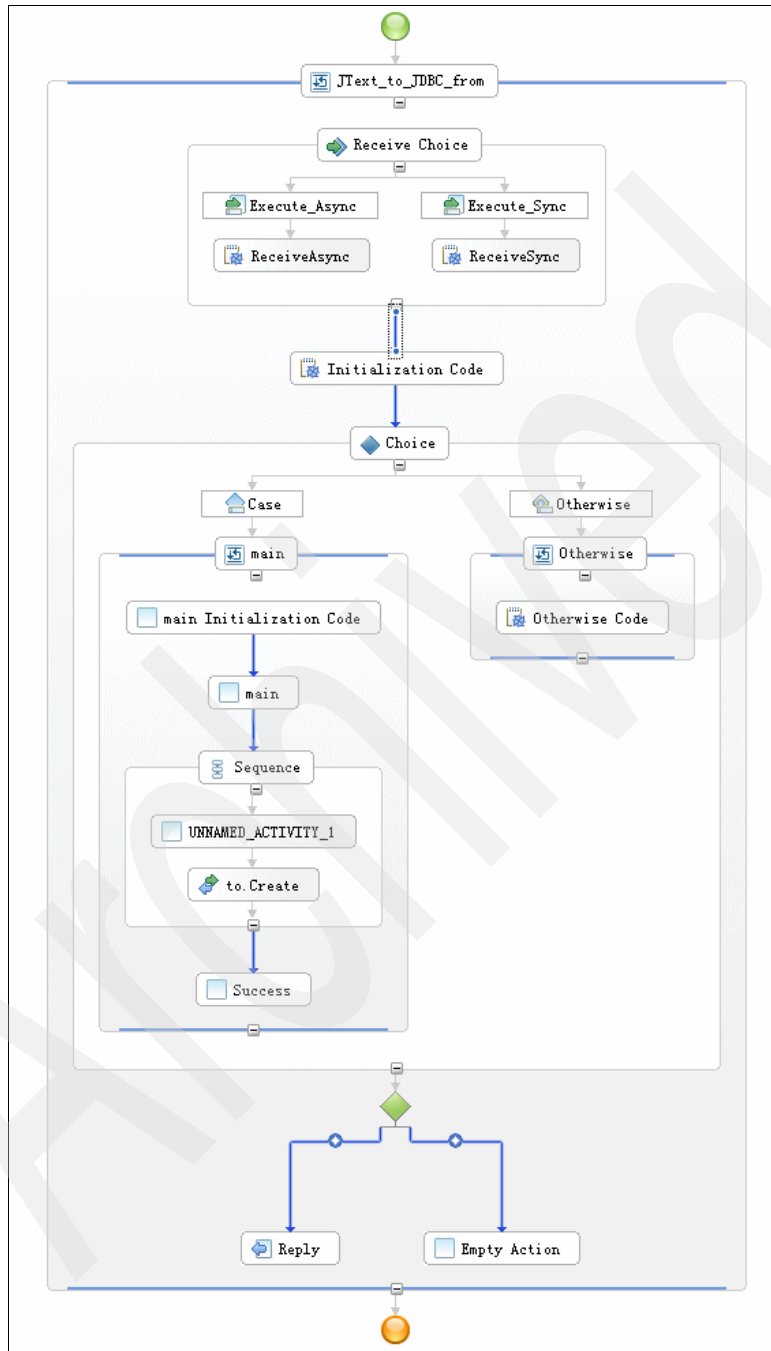 JText_to_JDBC_from
Receive Choice
Execute_Async
Execute_Sync
ReceiveAsync
ReceiveSync
Initialization Code
Choice
Case
Otherwise
main
Otherwise
main Initialization Code
Otherwise Code
main
Sequence
UNNAMED_ACTIVITY_1
to.Create
Success
Reply
Empty Action
Archived